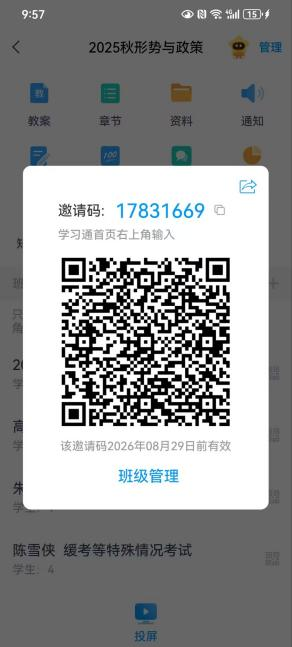 9:57
15
2025秋形势与政策
管理
教案
章节
资料
通知
邀请码: 17831669
学习通首页右上角输入
该邀请码2026年08月29日前有效
班级管理
陈雪侠 缓考等特殊情况考试
学生: 4
投屏